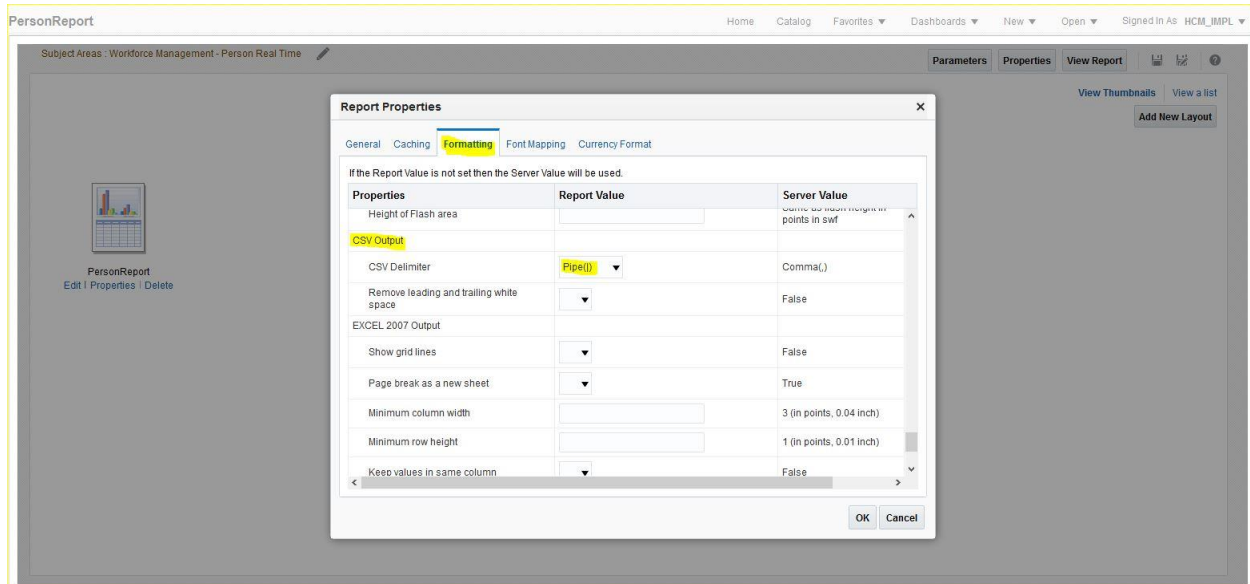 PersonReport
Home Catalog Favorites Dashboards New Open Signed In As HCM_IMPL
Subject Areas : Workforce Management - Person Real Time
Parameters Properties View Report
View Thumbnails View a list
Add New Layout
PersonReport
Edit | Properties | Delete
Report Properties
General Caching Formatting Font Mapping Currency Format
If the Report Value is not set then the Server Value will be used.
Properties Report Value Server Value
Height of Flash area Same as flash height in
points in swf
CSV Output
CSV Delimiter Pipe(|) Comma(,)
Remove leading and trailing white
space False
EXCEL 2007 Output
Show grid lines False
Page break as a new sheet True
Minimum column width 3 (in points, 0.04 inch)
Minimum row height 1 (in points, 0.01 inch)
Keep values in same column False
OK Cancel